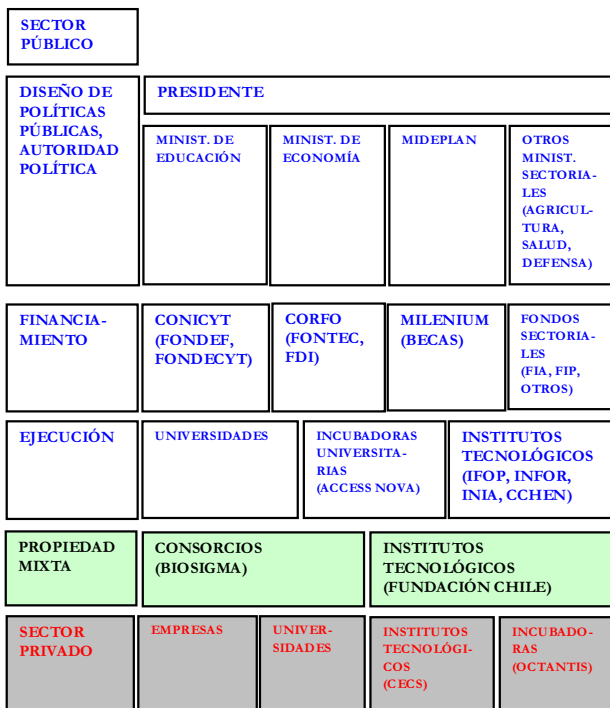 SECTOR
PÚBLICO
DISEÑO DE
POLÍTICAS
PÚBLICAS,
AUTORIDAD
POLÍTICA
PRESIDENTE
MINIST. DE
EDUCACIÓN
MINIST. DE
ECONOMÍA
MIDEPLAN
OTROS
MINIST.
SECTORIA-
LES
(AGRICUL-
TURA,
SALUD,
DEFENSA)
FINANCIA-
MIENTO
CONICYT
(FONDEF,
FONDECYT)
CORFO
(FONTEC,
FDI)
MILENIUM
(BECAS)
FONDOS
SECTORIA-
LES
(FIA, FIP,
OTROS)
EJECUCIÓN
UNIVERSIDADES
INCUBADORAS
UNIVERSITA-
RIAS
(ACCESS NOVA)
INSTITUTOS
TECNOLÓGICOS
(IFOP, INFOR,
INIA, CCHEN)
PROPIEDAD
MIXTA
CONSORCIOS
(BIOSIGMA)
INSTITUTOS
TECNOLÓGICOS
(FUNDACIÓN CHILE)
SECTOR
PRIVADO
EMPRESAS
UNIVER-
SIDADES
INSTITUTOS
TECNOLÓGI-
COS
(CECS)
INCUBADO-
RAS
(OCTANTIS)